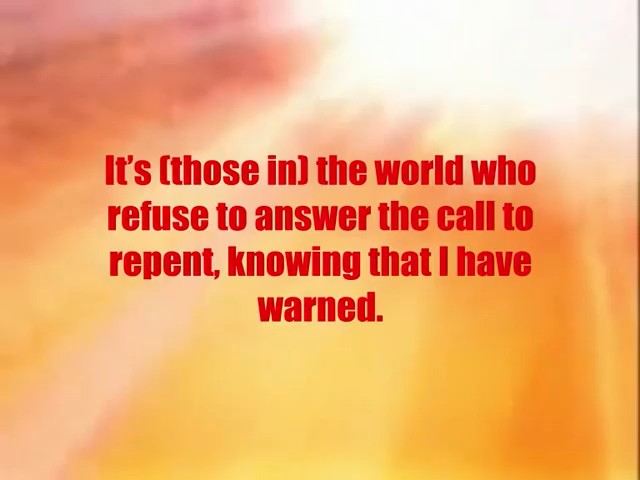 It’s (those in) the world who
refuse to answer the call to
repent, knowing that I have
warned.